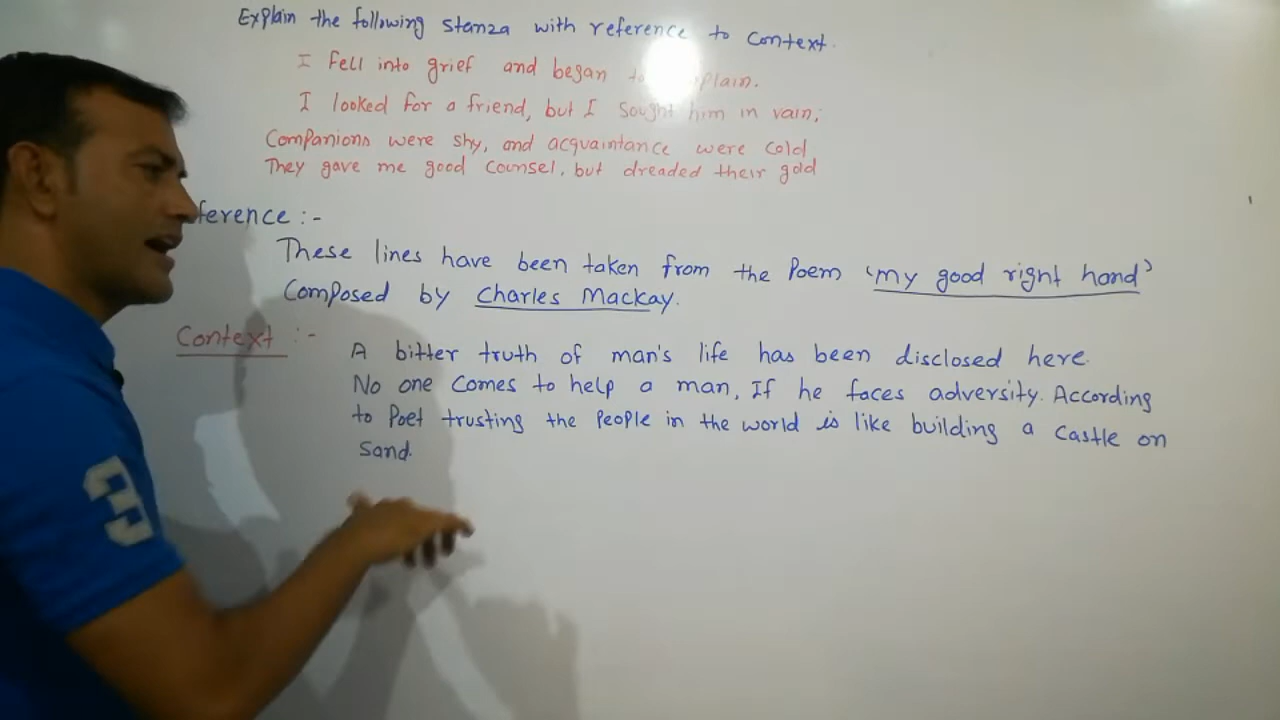 Explain the following stanza with reference to context.
I fell into grief and began to plain.
I looked for a friend, but I sought him in vain;
Companions were shy, and acquaintance were cold
They gave me good counsel, but dreaded their gold
ference :-
These lines have been taken from the Poem 'my good right hand'
Composed by Charles Mackay.
Context :-
A bitter truth of man's life has been disclosed here.
No one comes to help a man, If he faces adversity. According
to Poet trusting the People in the world is like building a castle on
Sand.
3